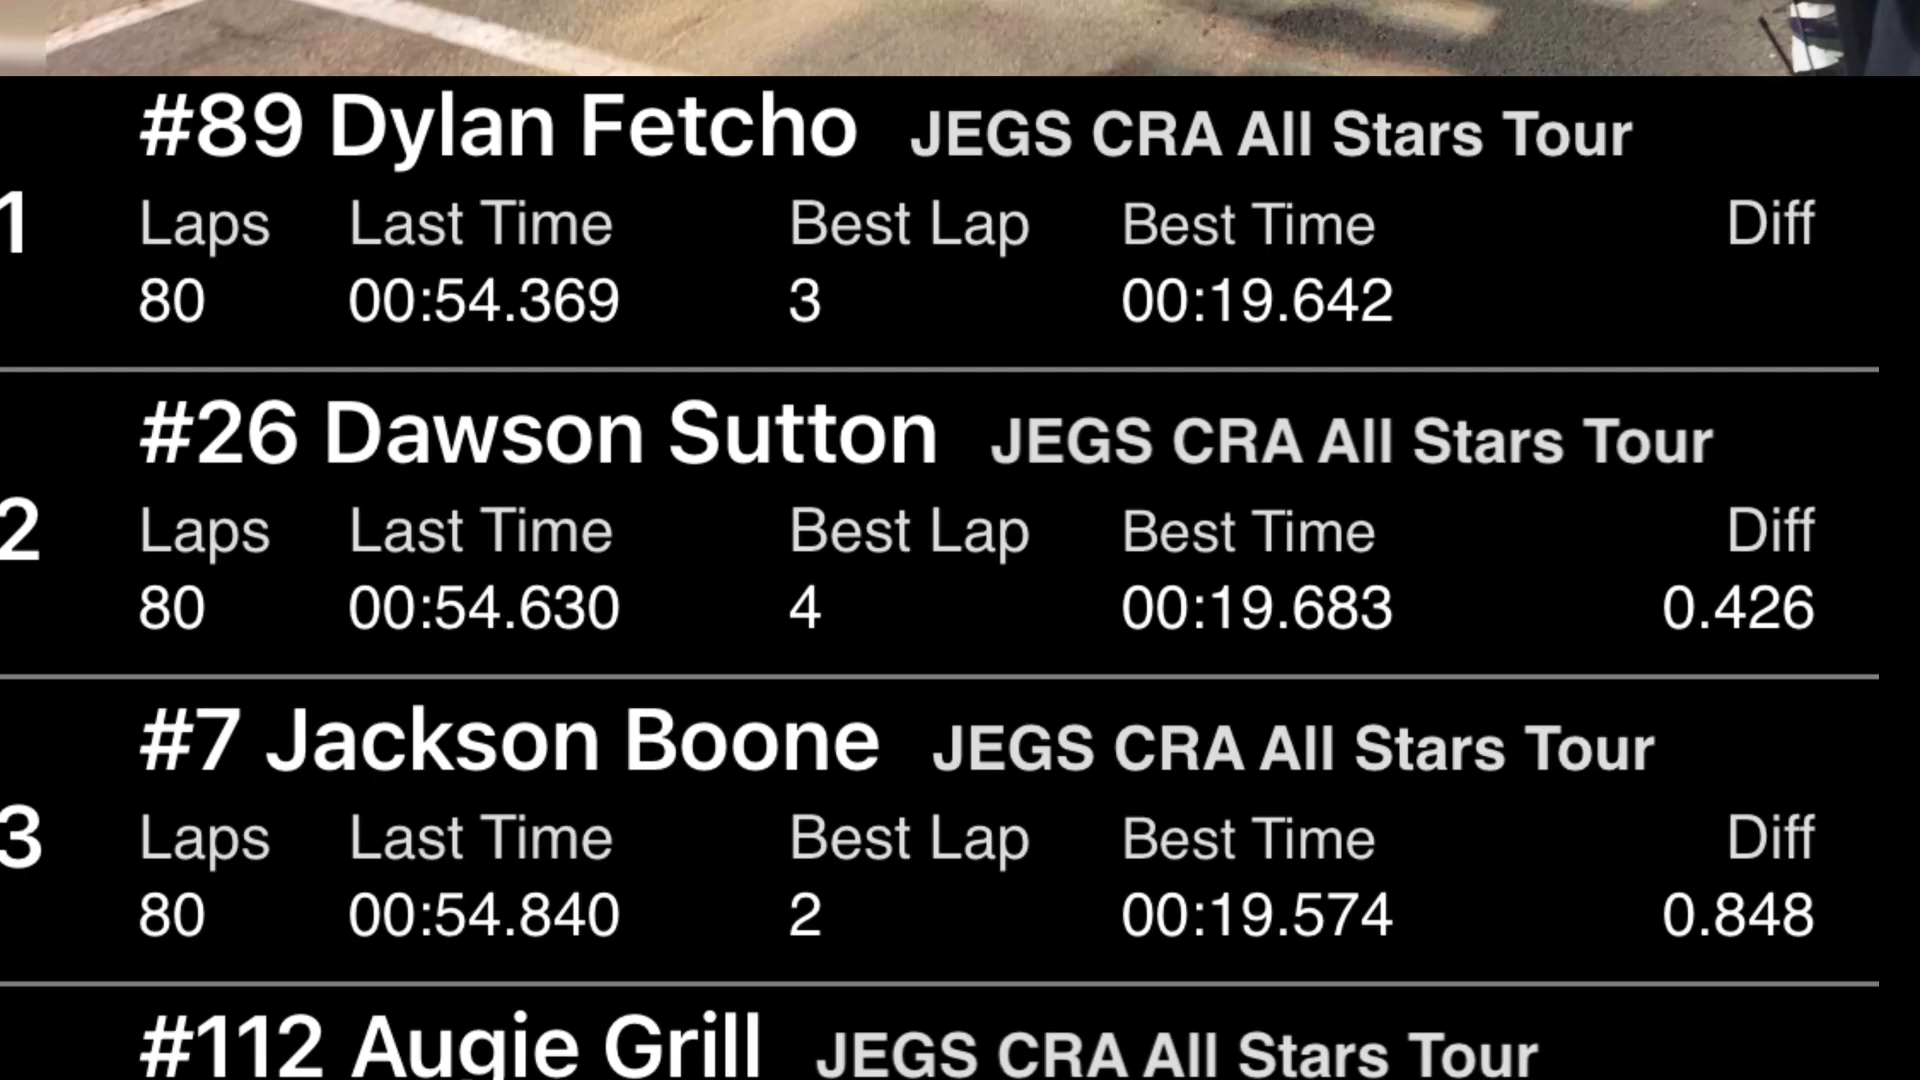 #89 Dylan Fetcho JEGS CRA All Stars Tour
1 Laps Last Time Best Lap Best Time Diff
80 00:54.369 3 00:19.642
#26 Dawson Sutton JEGS CRA All Stars Tour
2 Laps Last Time Best Lap Best Time Diff
80 00:54.630 4 00:19.683 0.426
#7 Jackson Boone JEGS CRA All Stars Tour
3 Laps Last Time Best Lap Best Time Diff
80 00:54.840 2 00:19.574 0.848
#112 Augie Grill JEGS CRA All Stars Tour